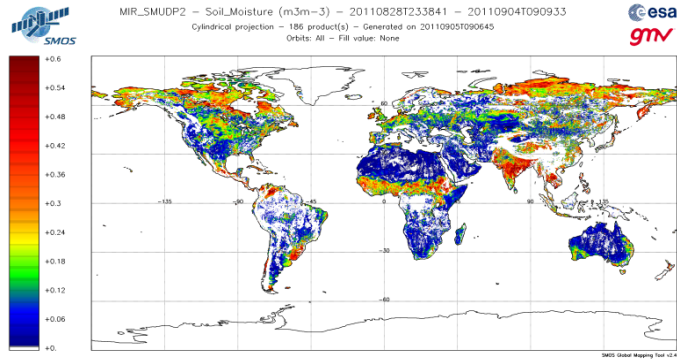 MIR_SMUDP2 - Soil_Moisture (m3m-3) - 20110828T233841 - 20110904T090933
Cylindrical projection - 186 product(s) - Generated on 20110905T090645
Orbits: All - Fill value: None
SMOS
esa
gmv
+0.6
+0.54
+0.48
+0.42
+0.36
+0.3
+0.24
+0.18
+0.12
+0.06
+0.
60
-135
-90
-45
0
90
135
-30
-60
SMOS Global Mapping Tool v2.4